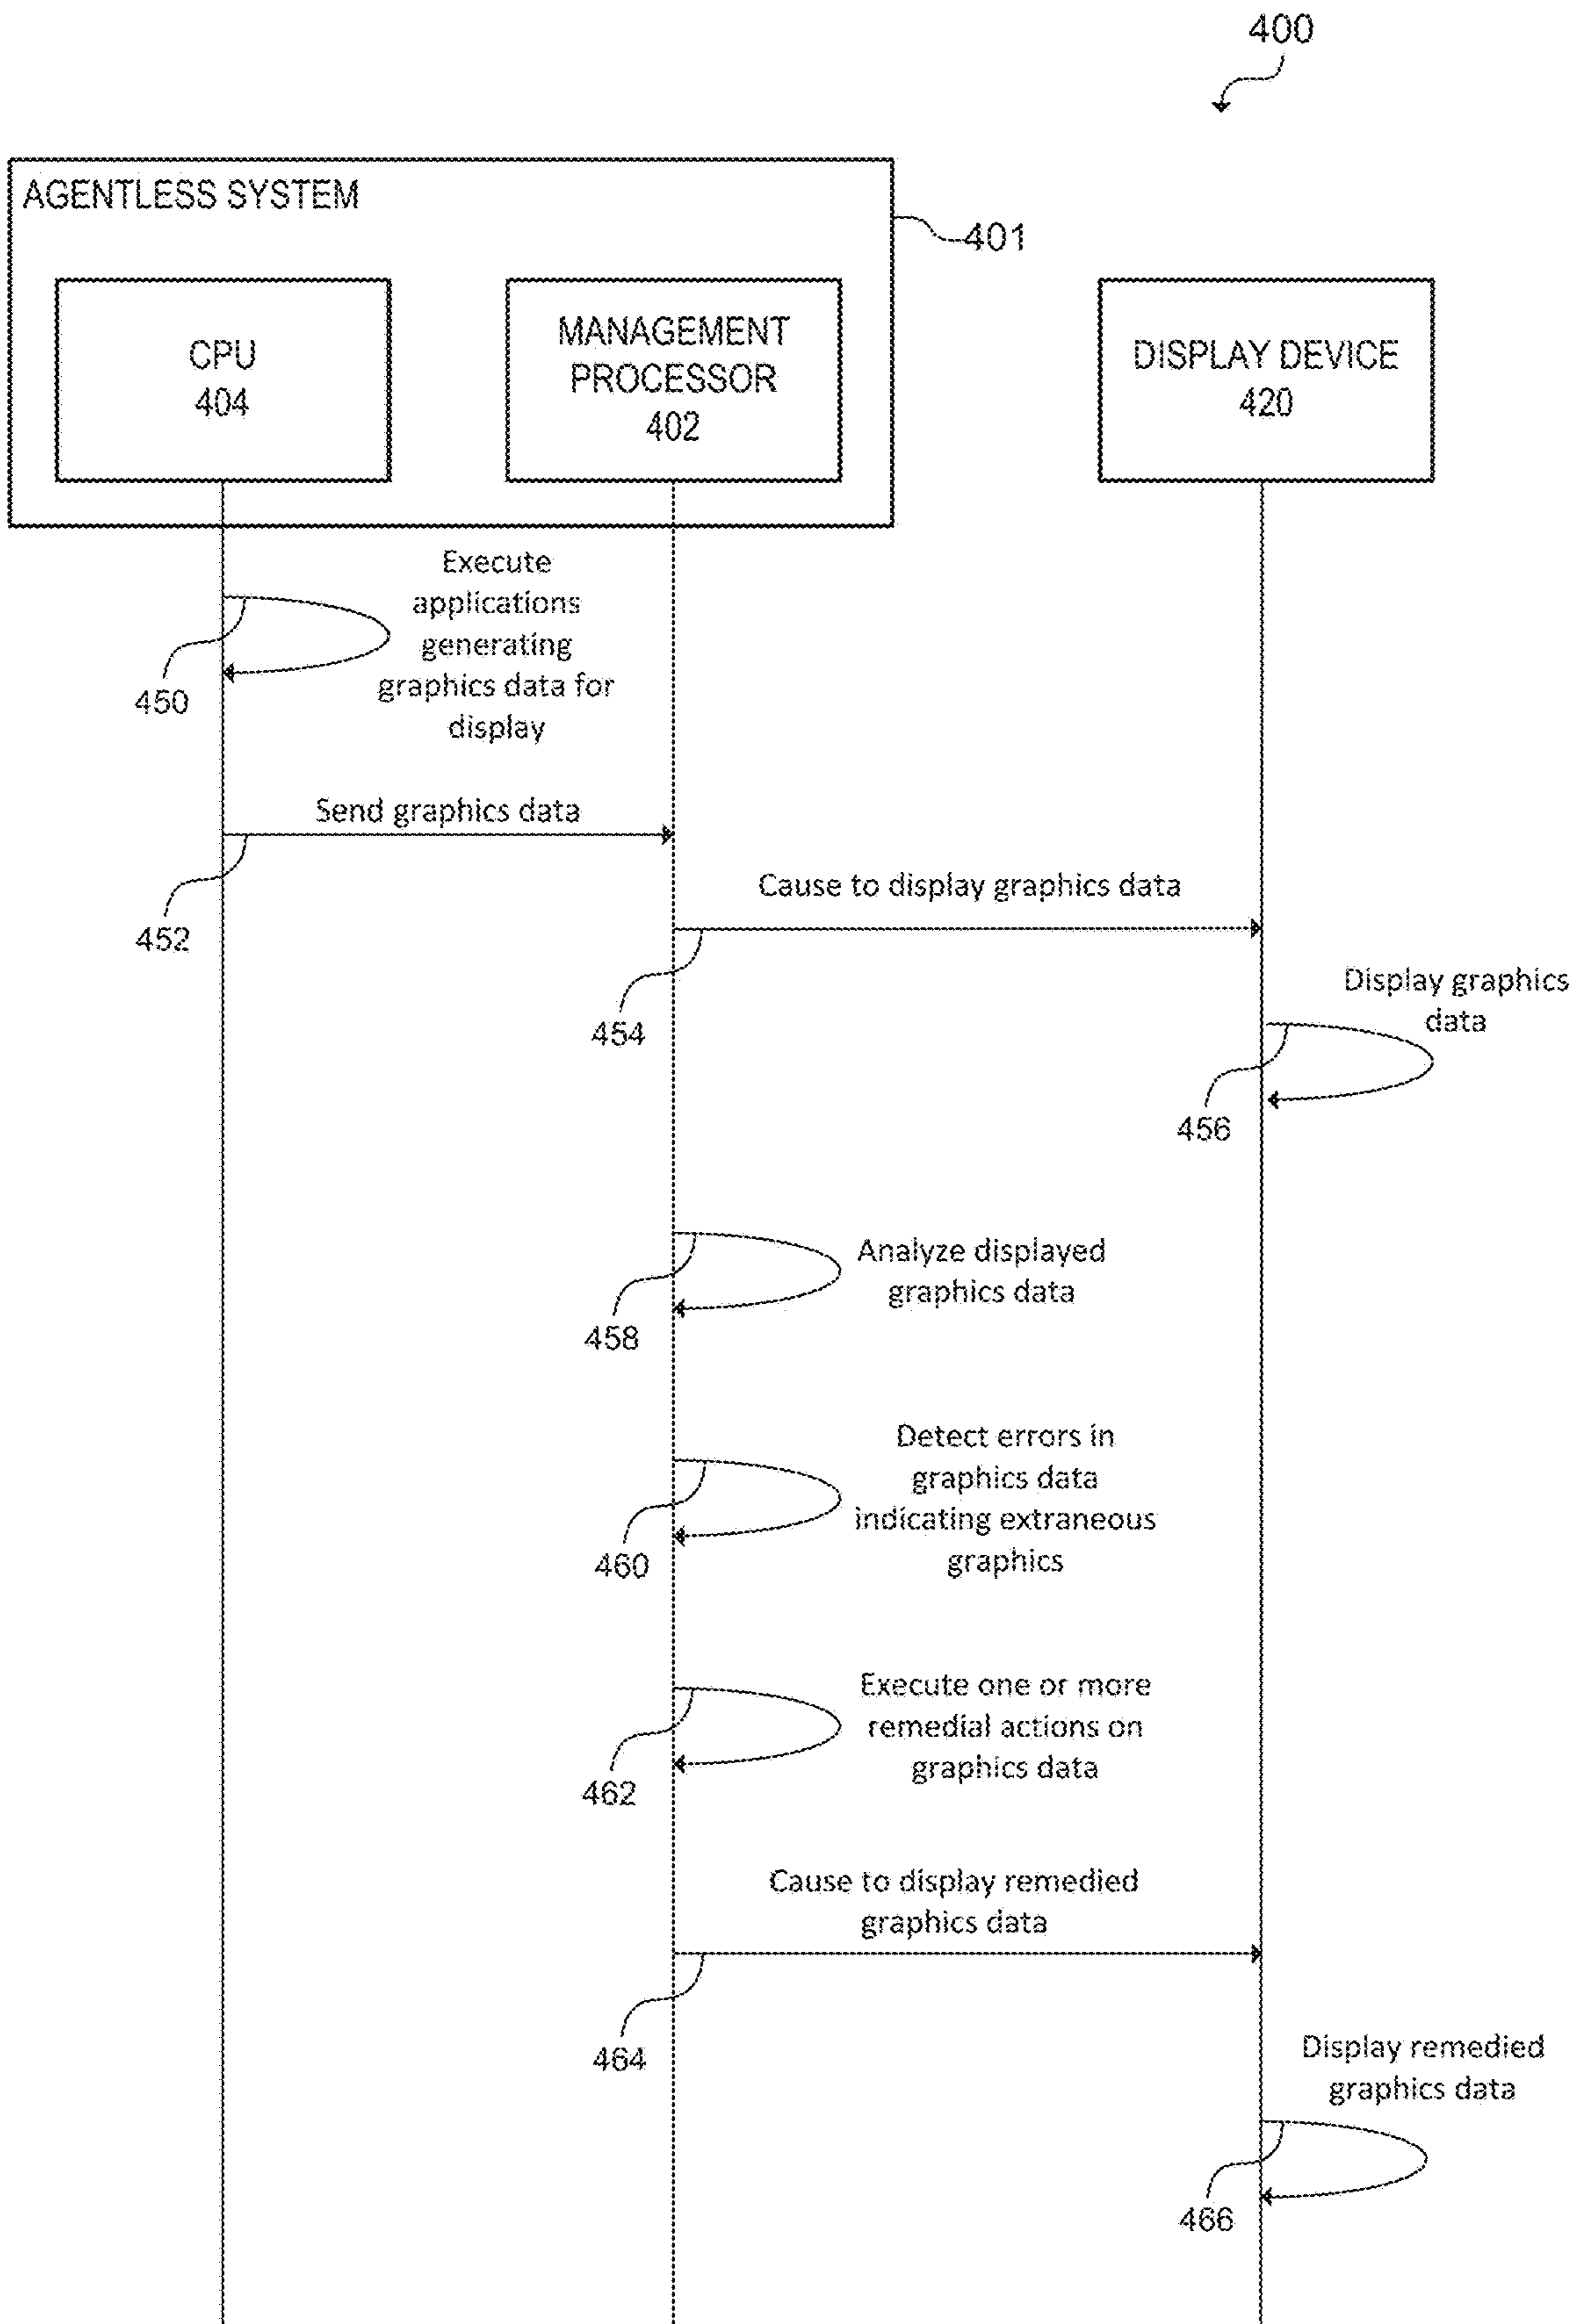 400
AGENTLESS SYSTEM
401
CPU
404
MANAGEMENT
PROCESSOR
402
DISPLAY DEVICE
420
Execute
applications
generating
graphics data for
display
450
Send graphics data
452
Cause to display graphics data
454
Display graphics
data
456
Analyze displayed
graphics data
458
Detect errors in
graphics data
indicating extraneous
graphics
460
Execute one or more
remedial actions on
graphics data
462
Cause to display remedied
graphics data
464
Display remedied
graphics data
466